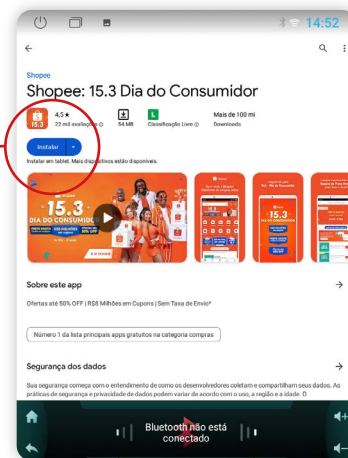 14:52
Shopee
Shopee: 15.3 Dia do Consumidor
15.3
4,5★
22 mil avaliações
54 MB
L
Classificação Livre
Mais de 100 mi
Downloads
Instalar
Instalar em tablet. Mais dispositivos estão disponíveis.
15.3
DIA DO CONSUMIDOR
15.3
Sobre este app
Ofertas até 50% OFF | R$8 Milhões em Cupons | Sem Taxa de Envio*
Número 1 da lista principais apps gratuitos na categoria compras
Segurança dos dados
Sua segurança começa com o entendimento de como os desenvolvedores coletam e compartilham seus dados. As
práticas de segurança e privacidade de dados podem variar de acordo com o uso, a região e a idade. O
Bluetooth não está
conectado